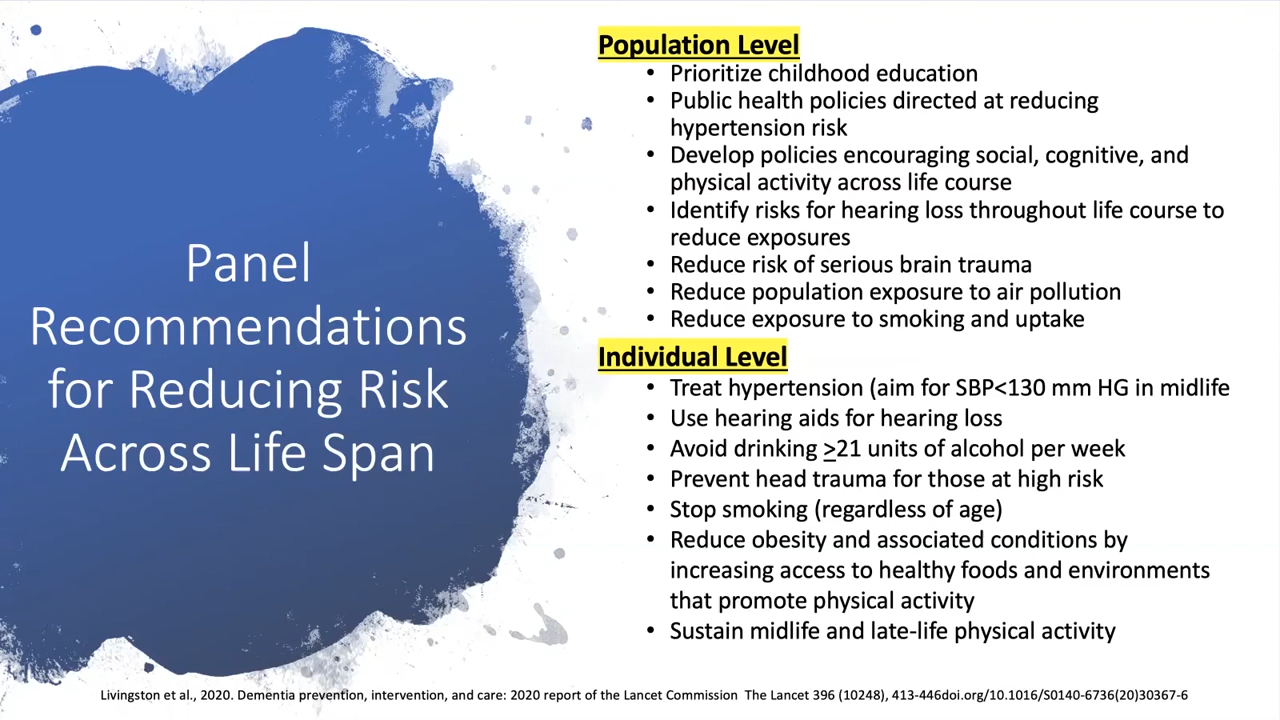 Panel
Recommendations
for Reducing Risk
Across Life Span
Population Level
• Prioritize childhood education
• Public health policies directed at reducing
hypertension risk
• Develop policies encouraging social, cognitive, and
physical activity across life course
• Identify risks for hearing loss throughout life course to
reduce exposures
• Reduce risk of serious brain trauma
• Reduce population exposure to air pollution
• Reduce exposure to smoking and uptake
Individual Level
• Treat hypertension (aim for SBP<130 mm HG in midlife
• Use hearing aids for hearing loss
• Avoid drinking >21 units of alcohol per week
• Prevent head trauma for those at high risk
• Stop smoking (regardless of age)
• Reduce obesity and associated conditions by
increasing access to healthy foods and environments
that promote physical activity
• Sustain midlife and late-life physical activity
Livingston et al., 2020. Dementia prevention, intervention, and care: 2020 report of the Lancet Commission The Lancet 396 (10248), 413-446doi.org/10.1016/S0140-6736(20)30367-6